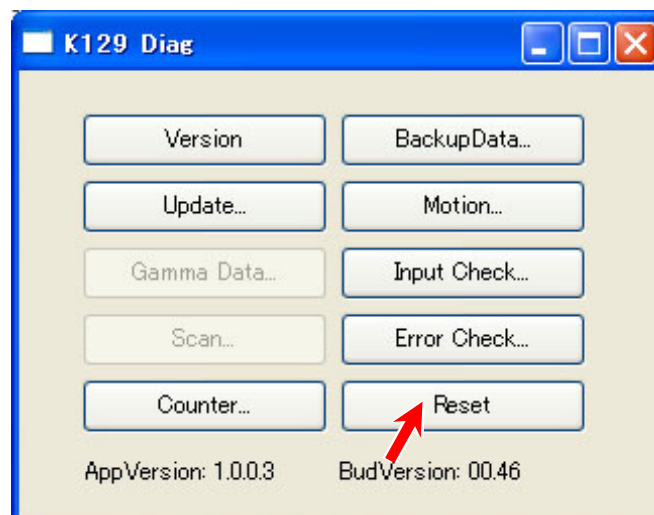 K129 Diag
Version
BackupData...
Update...
Motion...
Gamma Data...
Input Check...
Scan...
Error Check...
Counter...
Reset
AppVersion: 1.0.0.3
BudVersion: 00.46